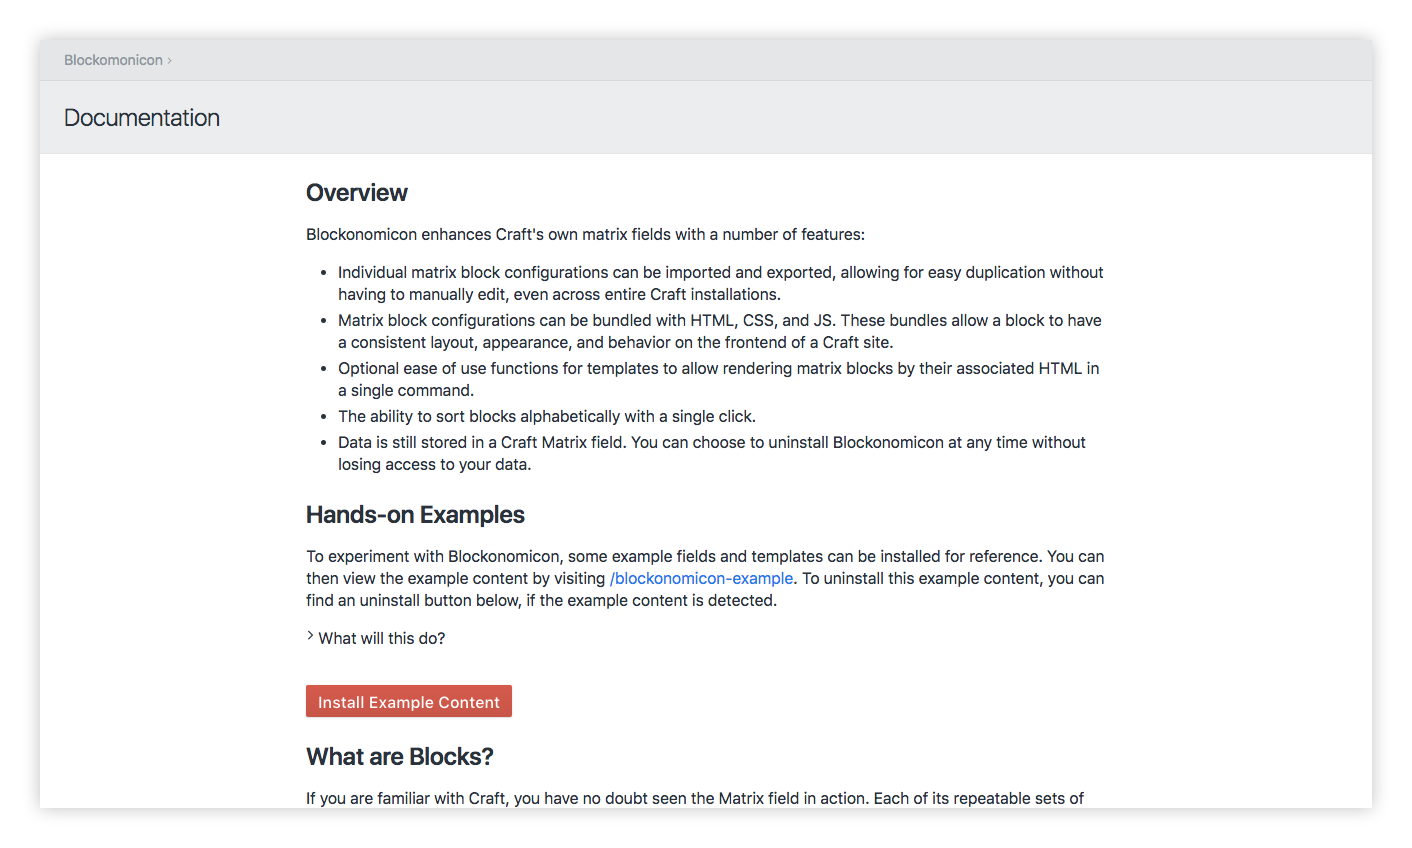 Blockomonicon ›
Documentation
Overview
Blockonomicon enhances Craft's own matrix fields with a number of features:
• Individual matrix block configurations can be imported and exported, allowing for easy duplication without
having to manually edit, even across entire Craft installations.
• Matrix block configurations can be bundled with HTML, CSS, and JS. These bundles allow a block to have
a consistent layout, appearance, and behavior on the frontend of a Craft site.
• Optional ease of use functions for templates to allow rendering matrix blocks by their associated HTML in
a single command.
• The ability to sort blocks alphabetically with a single click.
• Data is still stored in a Craft Matrix field. You can choose to uninstall Blockonomicon at any time without
losing access to your data.
Hands-on Examples
To experiment with Blockonomicon, some example fields and templates can be installed for reference. You can
then view the example content by visiting /blockonomicon-example. To uninstall this example content, you can
find an uninstall button below, if the example content is detected.
› What will this do?
Install Example Content
What are Blocks?
If you are familiar with Craft, you have no doubt seen the Matrix field in action. Each of its repeatable sets of